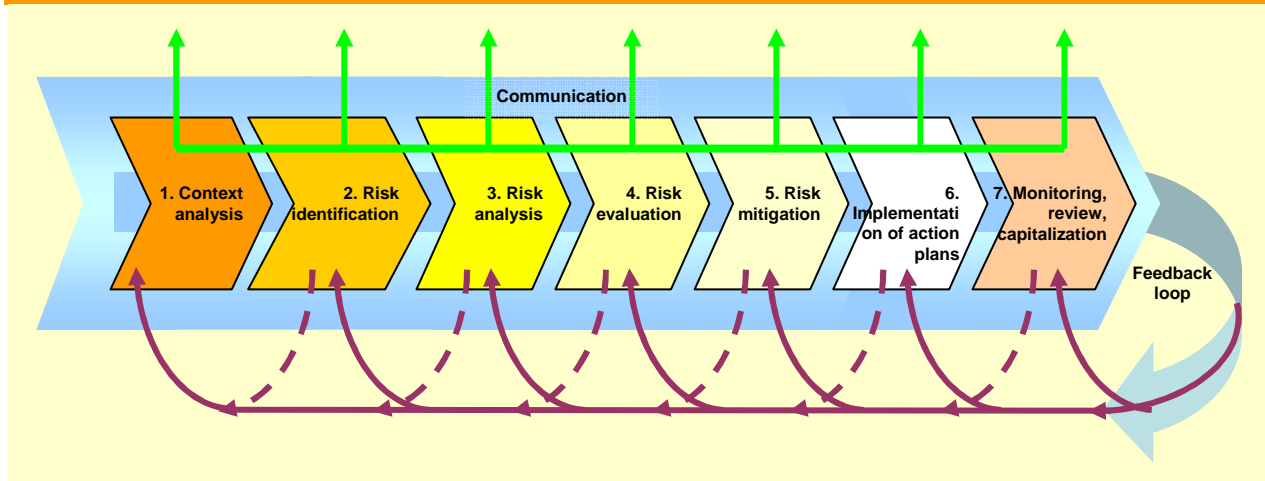 Communication
1. Context
analysis
2. Risk
identification
3. Risk
analysis
4. Risk
evaluation
5. Risk
mitigation
6.
Implementati
on of action
plans
7. Monitoring,
review,
capitalization
Feedback
loop